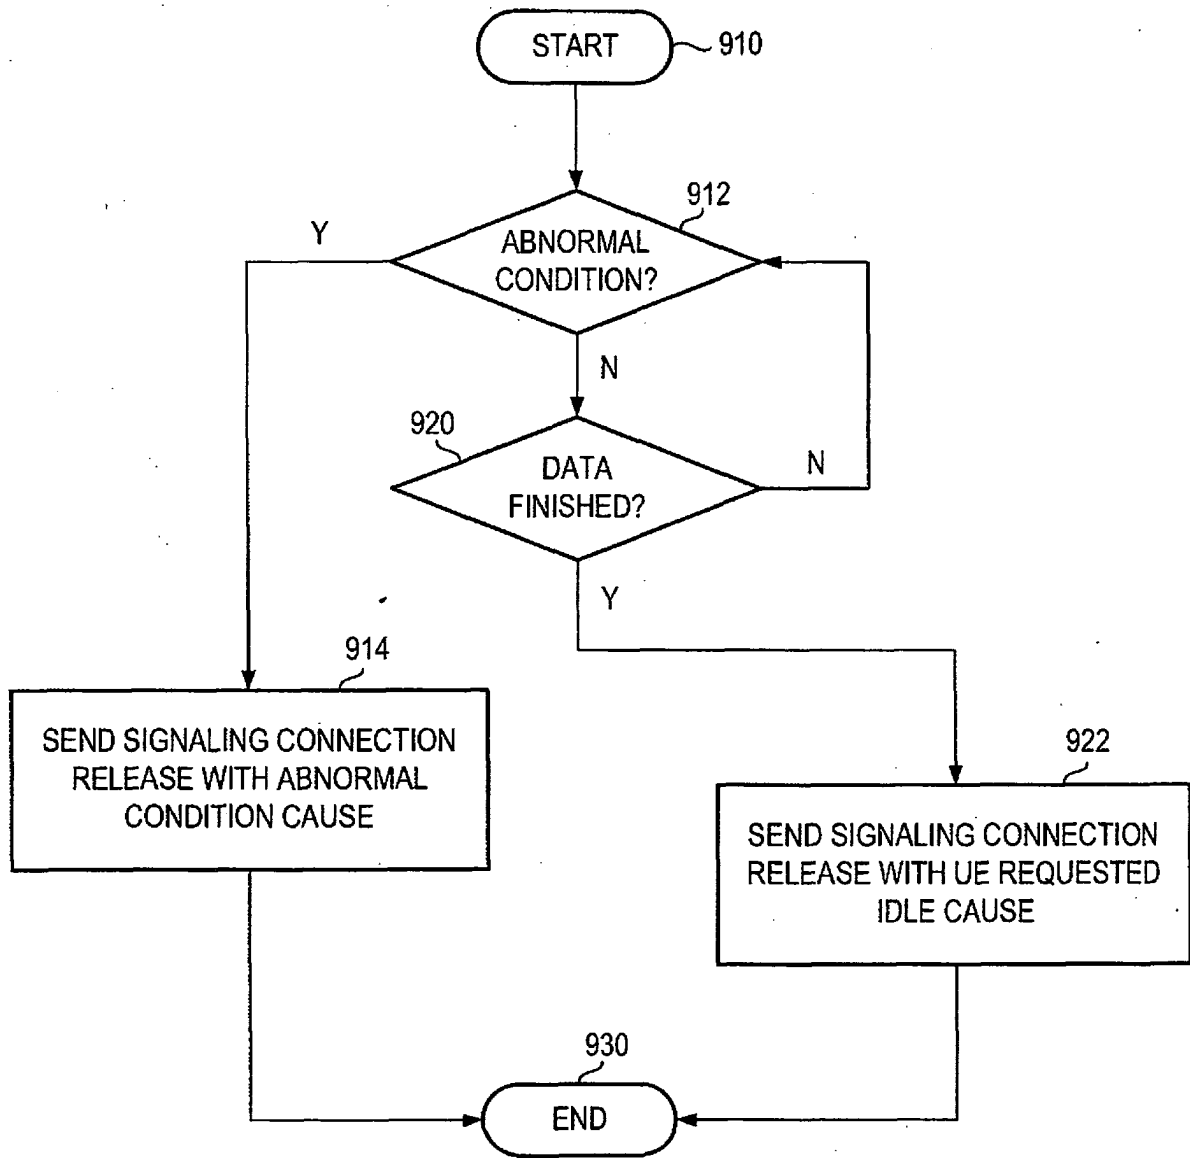 START
910
912
Y
ABNORMAL
CONDITION?
N
920
DATA
FINISHED?
N
Y
914
SEND SIGNALING CONNECTION
RELEASE WITH ABNORMAL
CONDITION CAUSE
922
SEND SIGNALING CONNECTION
RELEASE WITH UE REQUESTED
IDLE CAUSE
930
END